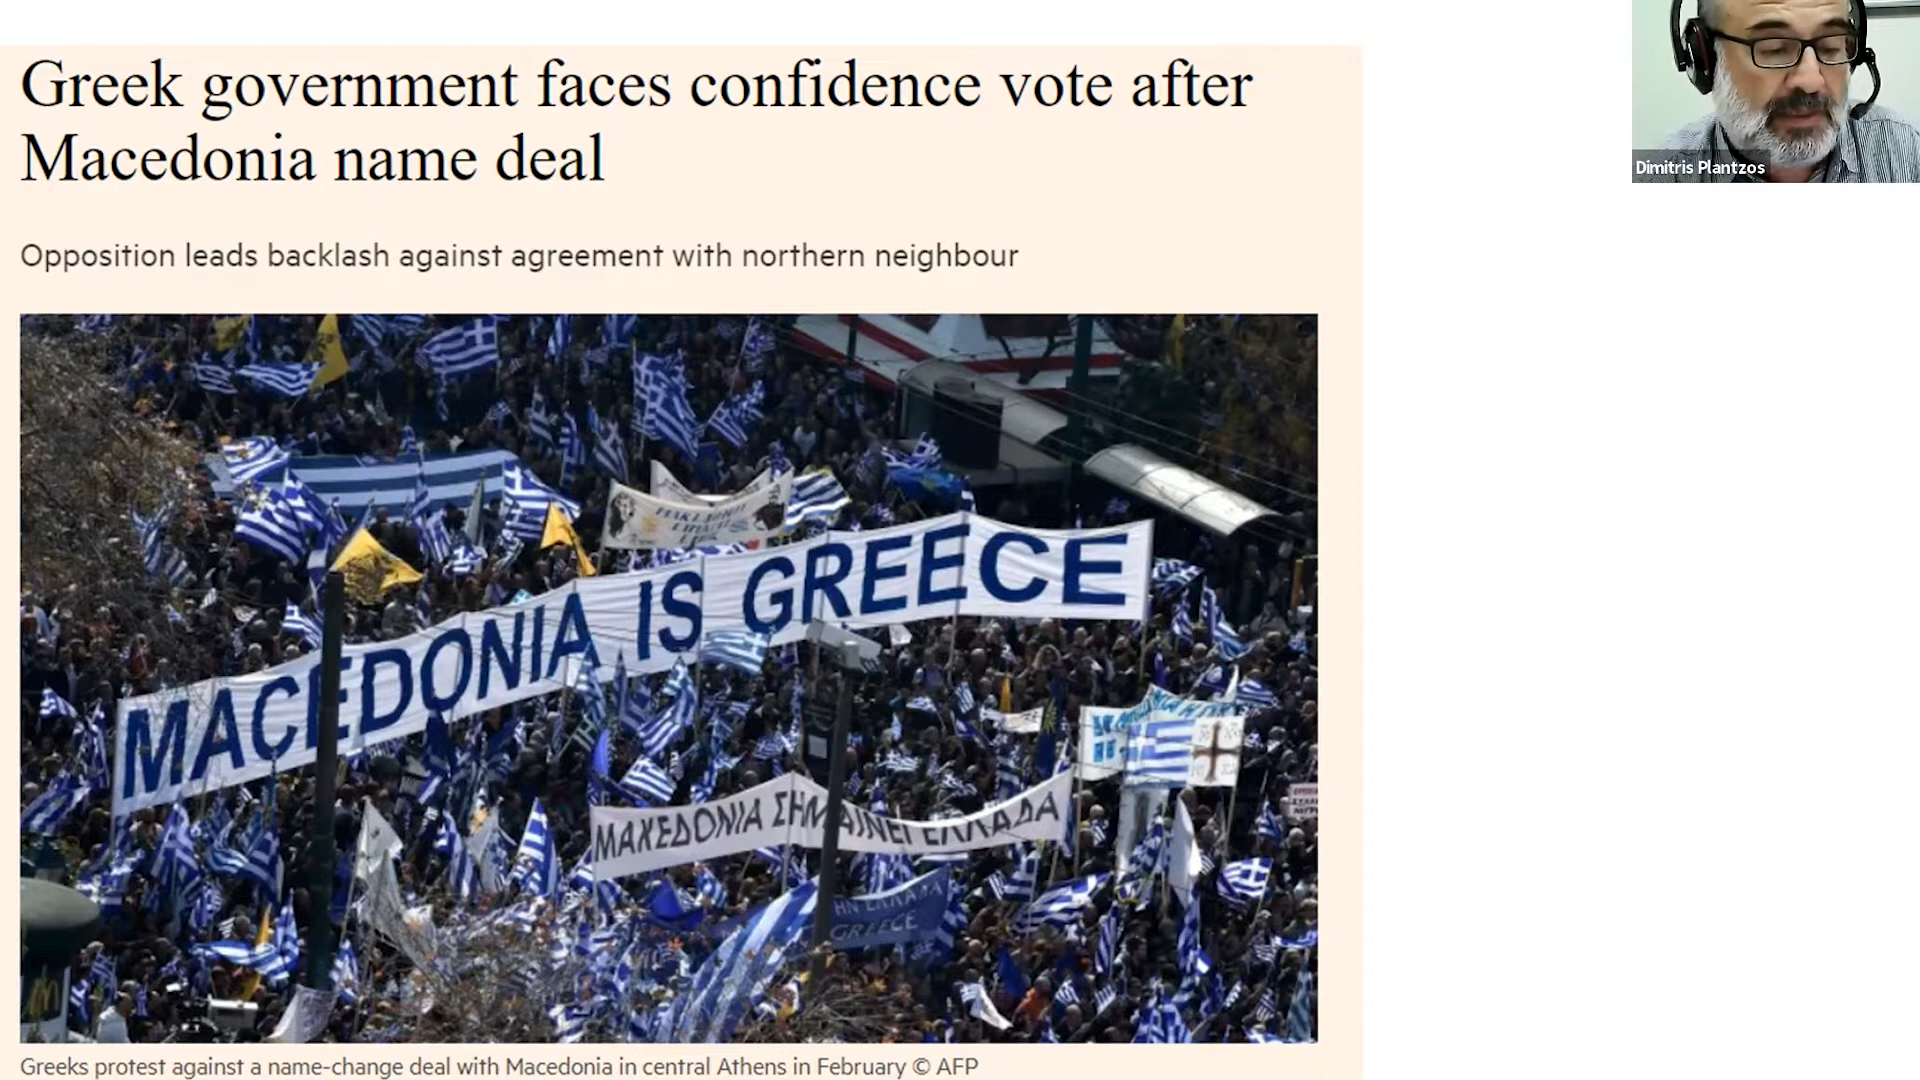 Greek government faces confidence vote after
Macedonia name deal
Dimitris Plantzos
Opposition leads backlash against agreement with northern neighbour
MACEDONIA IS GREECE
ΜΑΚΕΔΟΝΙΑ ΣΗΜΑΙΝΕΙ ΕΛΛΑΔΑ
ΕΛΛΑΔΑ
GREECE
Greeks protest against a name-change deal with Macedonia in central Athens in February © AFP